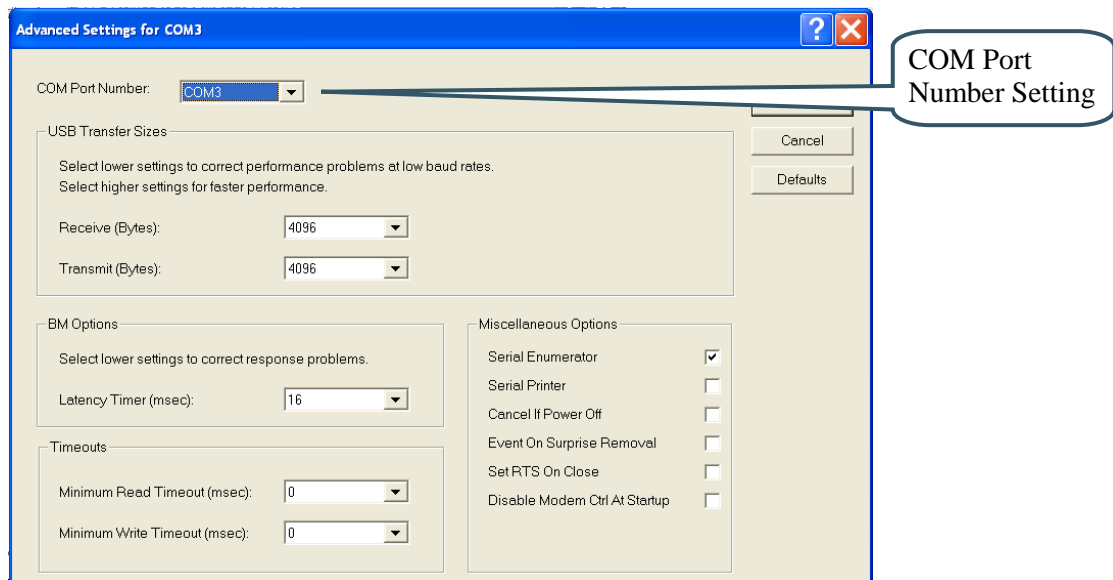 Advanced Settings for COM3
COM Port Number:
COM3
COM Port
Number Setting
USB Transfer Sizes
Select lower settings to correct performance problems at low baud rates.
Select higher settings for faster performance.
Receive (Bytes):
4096
Transmit (Bytes):
4096
Cancel
Defaults
BM Options
Select lower settings to correct response problems.
Latency Timer (msec):
16
Timeouts
Minimum Read Timeout (msec):
0
Minimum Write Timeout (msec):
0
Miscellaneous Options
Serial Enumerator
Serial Printer
Cancel If Power Off
Event On Surprise Removal
Set RTS On Close
Disable Modem Ctrl At Startup